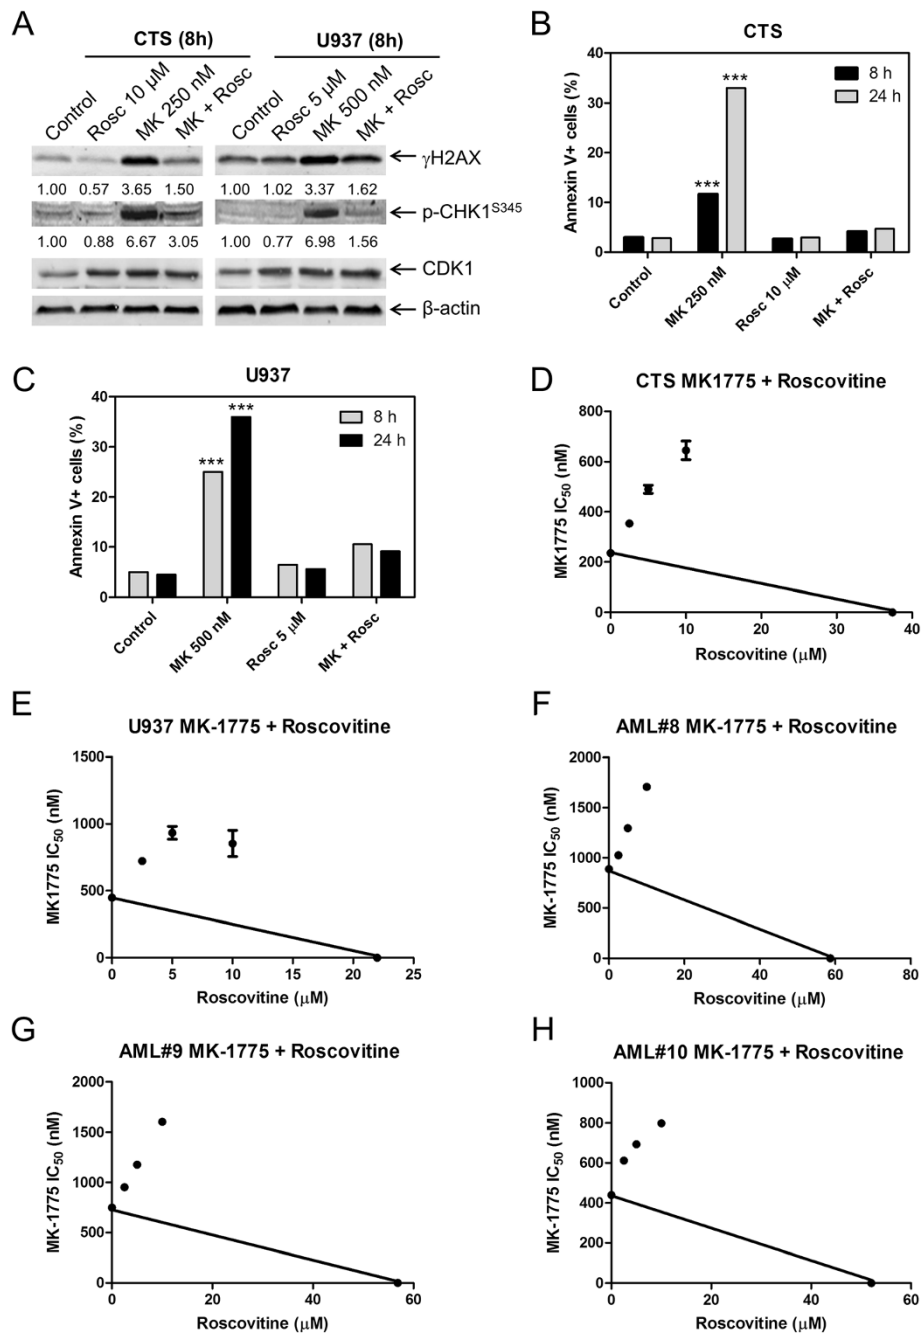 A
CTS (8h)
U937 (8h)
Control
Rosc 10 μM
MK 250 nM
MK + Rosc
Control
Rosc 5 μM
MK 500 nM
MK + Rosc
γH2AX
1.00 0.57 3.65 1.50 1.00 1.02 3.37 1.62
p-CHK1S345
1.00 0.88 6.67 3.05 1.00 0.77 6.98 1.56
CDK1
β-actin
B
CTS
Annexin V+ cells (%)
40
30
20
10
0
***
***
8 h
24 h
Control
MK 250 nM
Rosc 10 μM
MK + Rosc
C
U937
Annexin V+ cells (%)
40
30
20
10
0
***
***
8 h
24 h
Control
MK 500 nM
Rosc 5 μM
MK + Rosc
D
CTS MK1775 + Roscovitine
MK1775 IC50 (nM)
800
600
400
200
0
0 10 20 30 40
Roscovitine (μM)
E
U937 MK-1775 + Roscovitine
MK1775 IC50 (nM)
1500
1000
500
0
0 5 10 15 20 25
Roscovitine (μM)
F
AML#8 MK-1775 + Roscovitine
MK-1775 IC50 (nM)
2000
1500
1000
500
0
0 20 40 60 80
Roscovitine (μM)
G
AML#9 MK-1775 + Roscovitine
MK-1775 IC50 (nM)
2000
1500
1000
500
0
0 20 40 60
Roscovitine (μM)
H
AML#10 MK-1775 + Roscovitine
MK-1775 IC50 (nM)
800
600
400
200
0
1000
0 20 40 60
Roscovitine (μM)